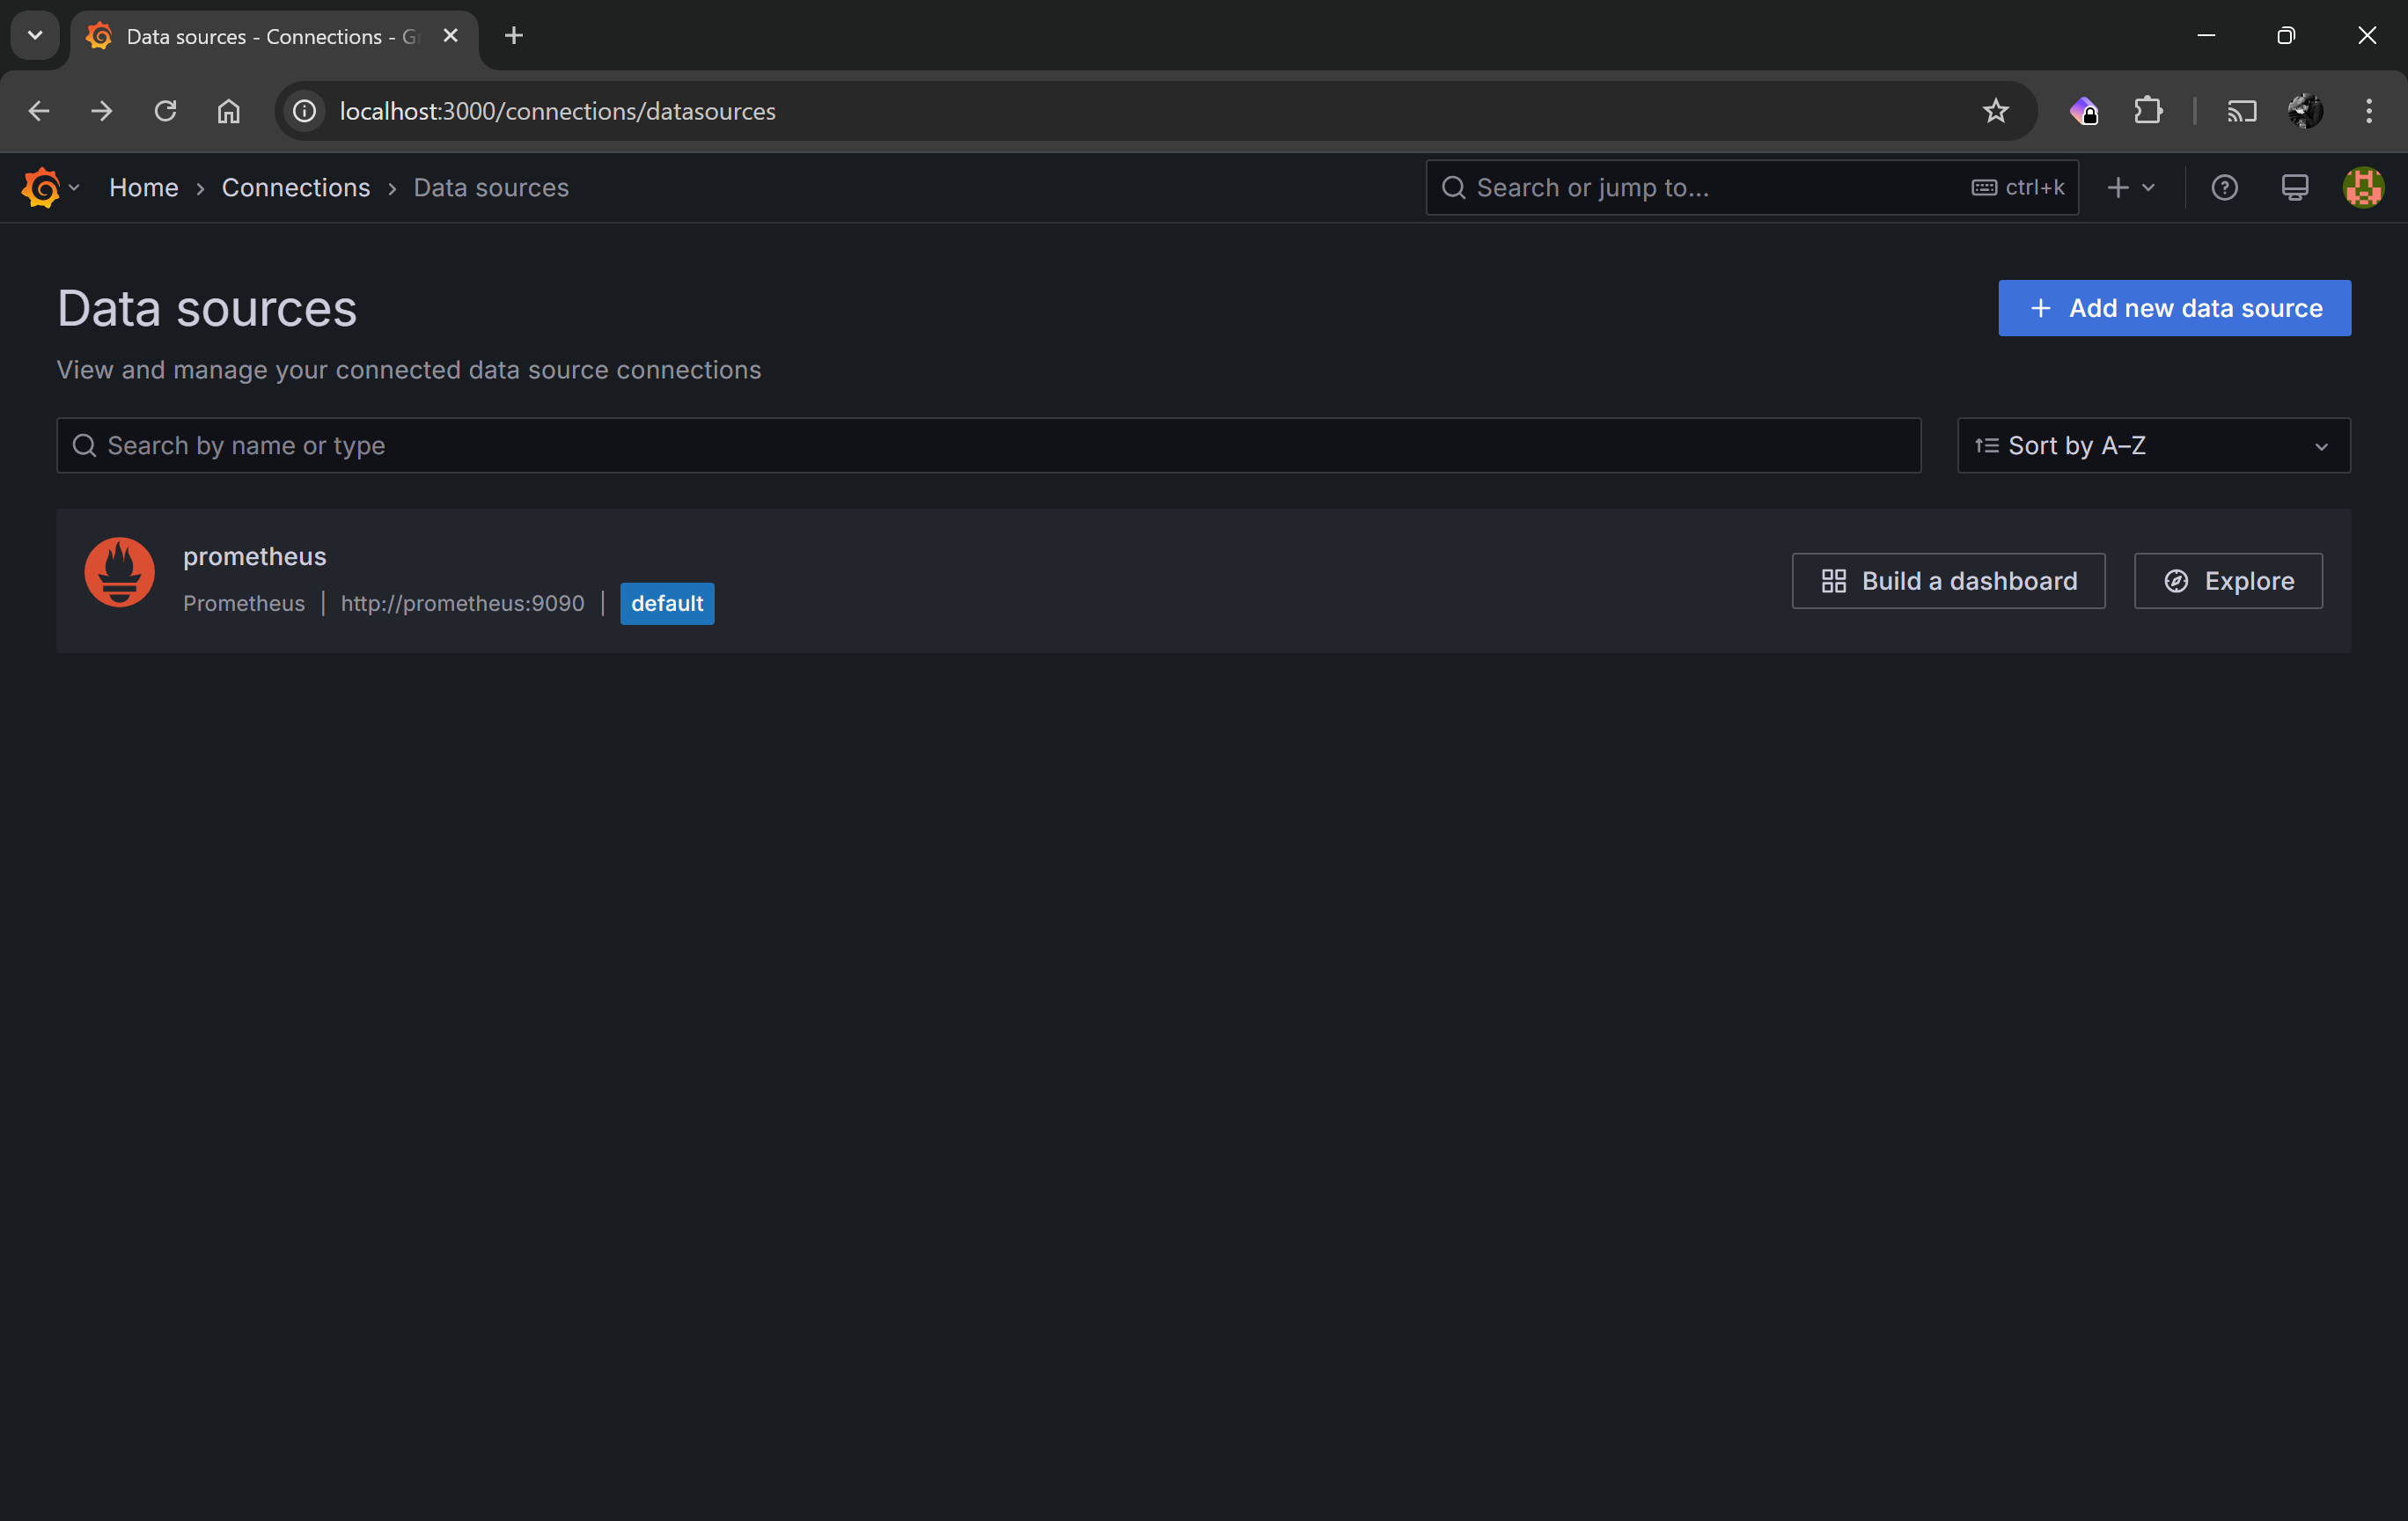 Data sources - Connections - G
localhost:3000/connections/datasources
Home › Connections › Data sources
Search or jump to...
ctrl+k
Data sources
Add new data source
View and manage your connected data source connections
Search by name or type
Sort by A–Z
prometheus
Prometheus | http://prometheus:9090 | default
Build a dashboard
Explore